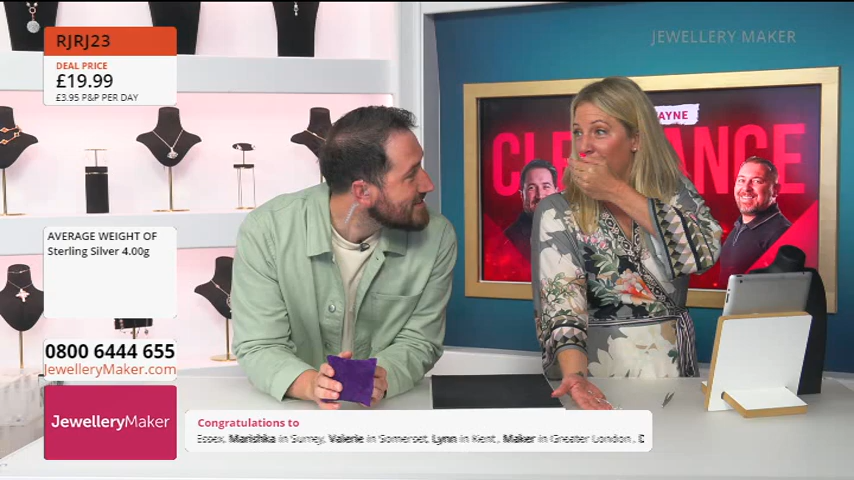 RJRJ23
DEAL PRICE
£19.99
£3.95 P&P PER DAY
JEWELLERY MAKER
AYNE
AVERAGE WEIGHT OF
Sterling Silver 4.00g
0800 6444 655
JewelleryMaker.com
JewelleryMaker
Congratulations to
Essex, Marishka in Surrey, Valerie in Somerset, Lynn in Kent, Maker in Greater London,